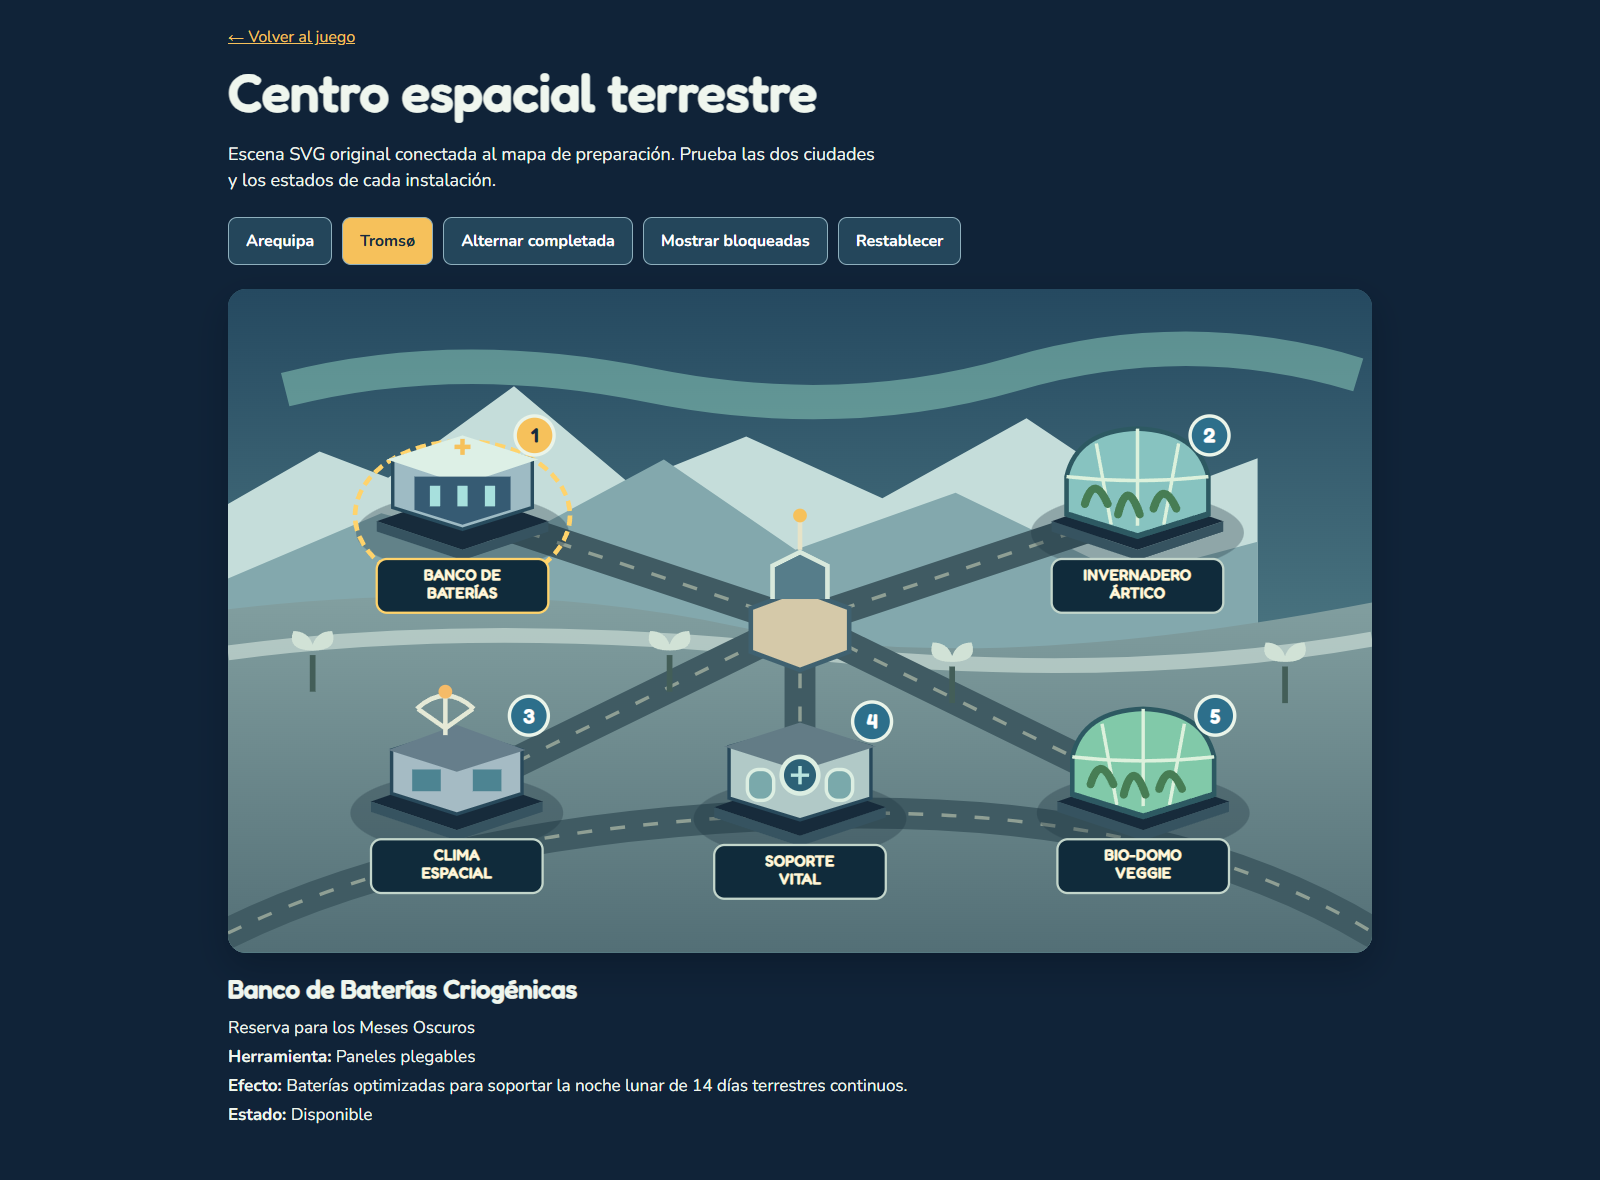 ← Volver al juego
Centro espacial terrestre
Escena SVG original conectada al mapa de preparación. Prueba las dos ciudades
y los estados de cada instalación.
Arequipa
Tromsø
Alternar completada
Mostrar bloqueadas
Restablecer
1
BANCO DE
BATERÍAS
2
INVERNADERO
ÁRTICO
3
CLIMA
ESPACIAL
4
SOPORTE
VITAL
5
BIO-DOMO
VEGGIE
Banco de Baterías Criogénicas
Reserva para los Meses Oscuros
Herramienta: Paneles plegables
Efecto: Baterías optimizadas para soportar la noche lunar de 14 días terrestres continuos.
Estado: Disponible